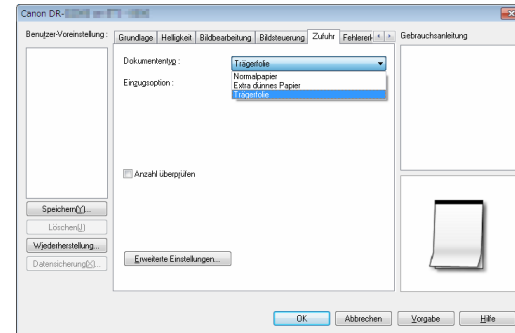 Canon DR-
Benutzer-Voreinstellung :
Grundlage Helligkeit Bildbearbeitung Bildsteuerung Zufuhr
Gebrauchsanleitung
Dokumententyp : Trägerfolie
Normalpapier
Extra dünnes Papier
Trägerfolie
Einzugsoption :
Anzahl überprüfen
Speichern(Y)...
Löschen(J)
Wiederherstellung...
Datensicherung(X)...
Erweiterte Einstellungen...
OK Abbrechen Vorgabe Hilfe